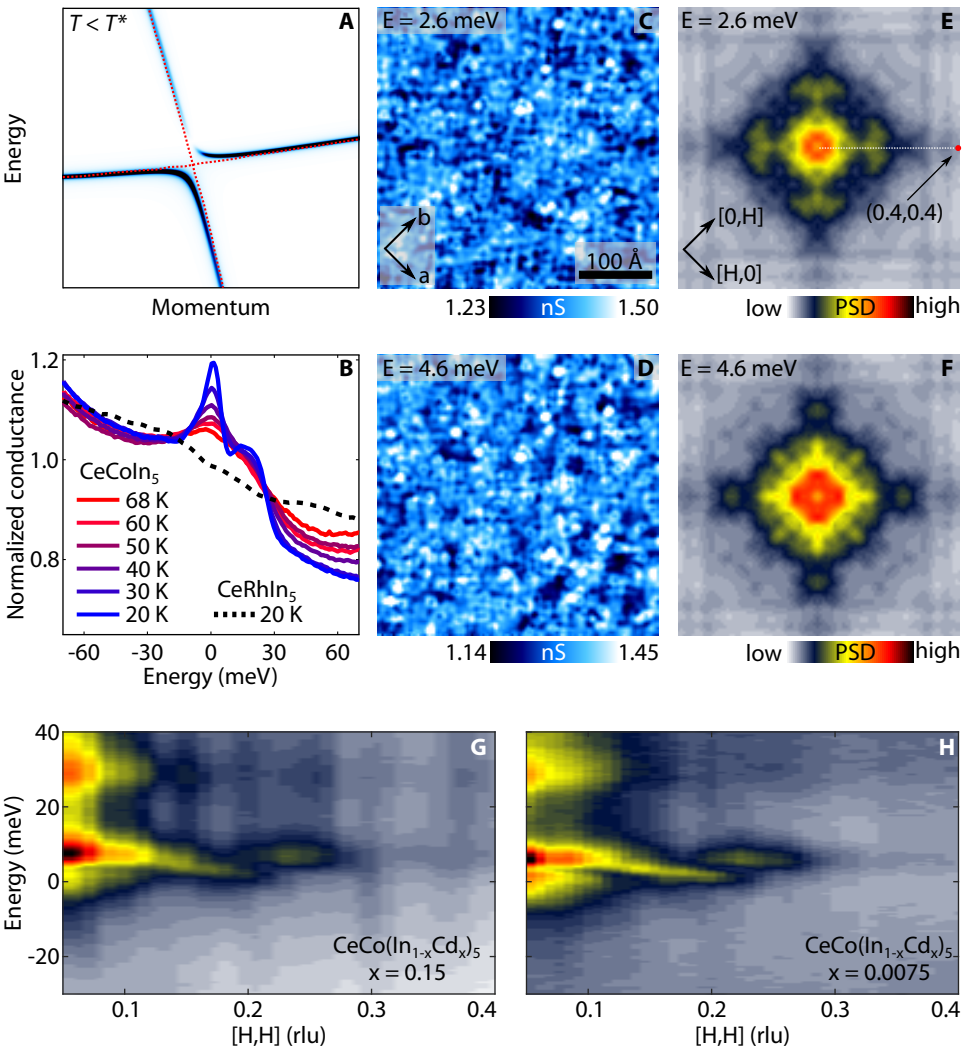 T < T*
A
Energy
Momentum
E = 2.6 meV
C
b
a
100 Å
1.23
nS
1.50
E = 2.6 meV
E
(0.4,0.4)
[0,H]
[H,0]
low
PSD
high
B
1.2
1.0
0.8
Normalized conductance
CeCoIn5
68 K
60 K
50 K
40 K
30 K
20 K
CeRhIn5
20 K
-60
-30
0
30
60
Energy (meV)
E = 4.6 meV
D
1.14
nS
1.45
E = 4.6 meV
F
low
PSD
high
G
40
20
0
-20
Energy (meV)
CeCo(In1-xCdx)5
x = 0.15
0.1
0.2
0.3
0.4
[H,H] (rlu)
H
CeCo(In1-xCdx)5
x = 0.0075
0.1
0.2
0.3
0.4
[H,H] (rlu)